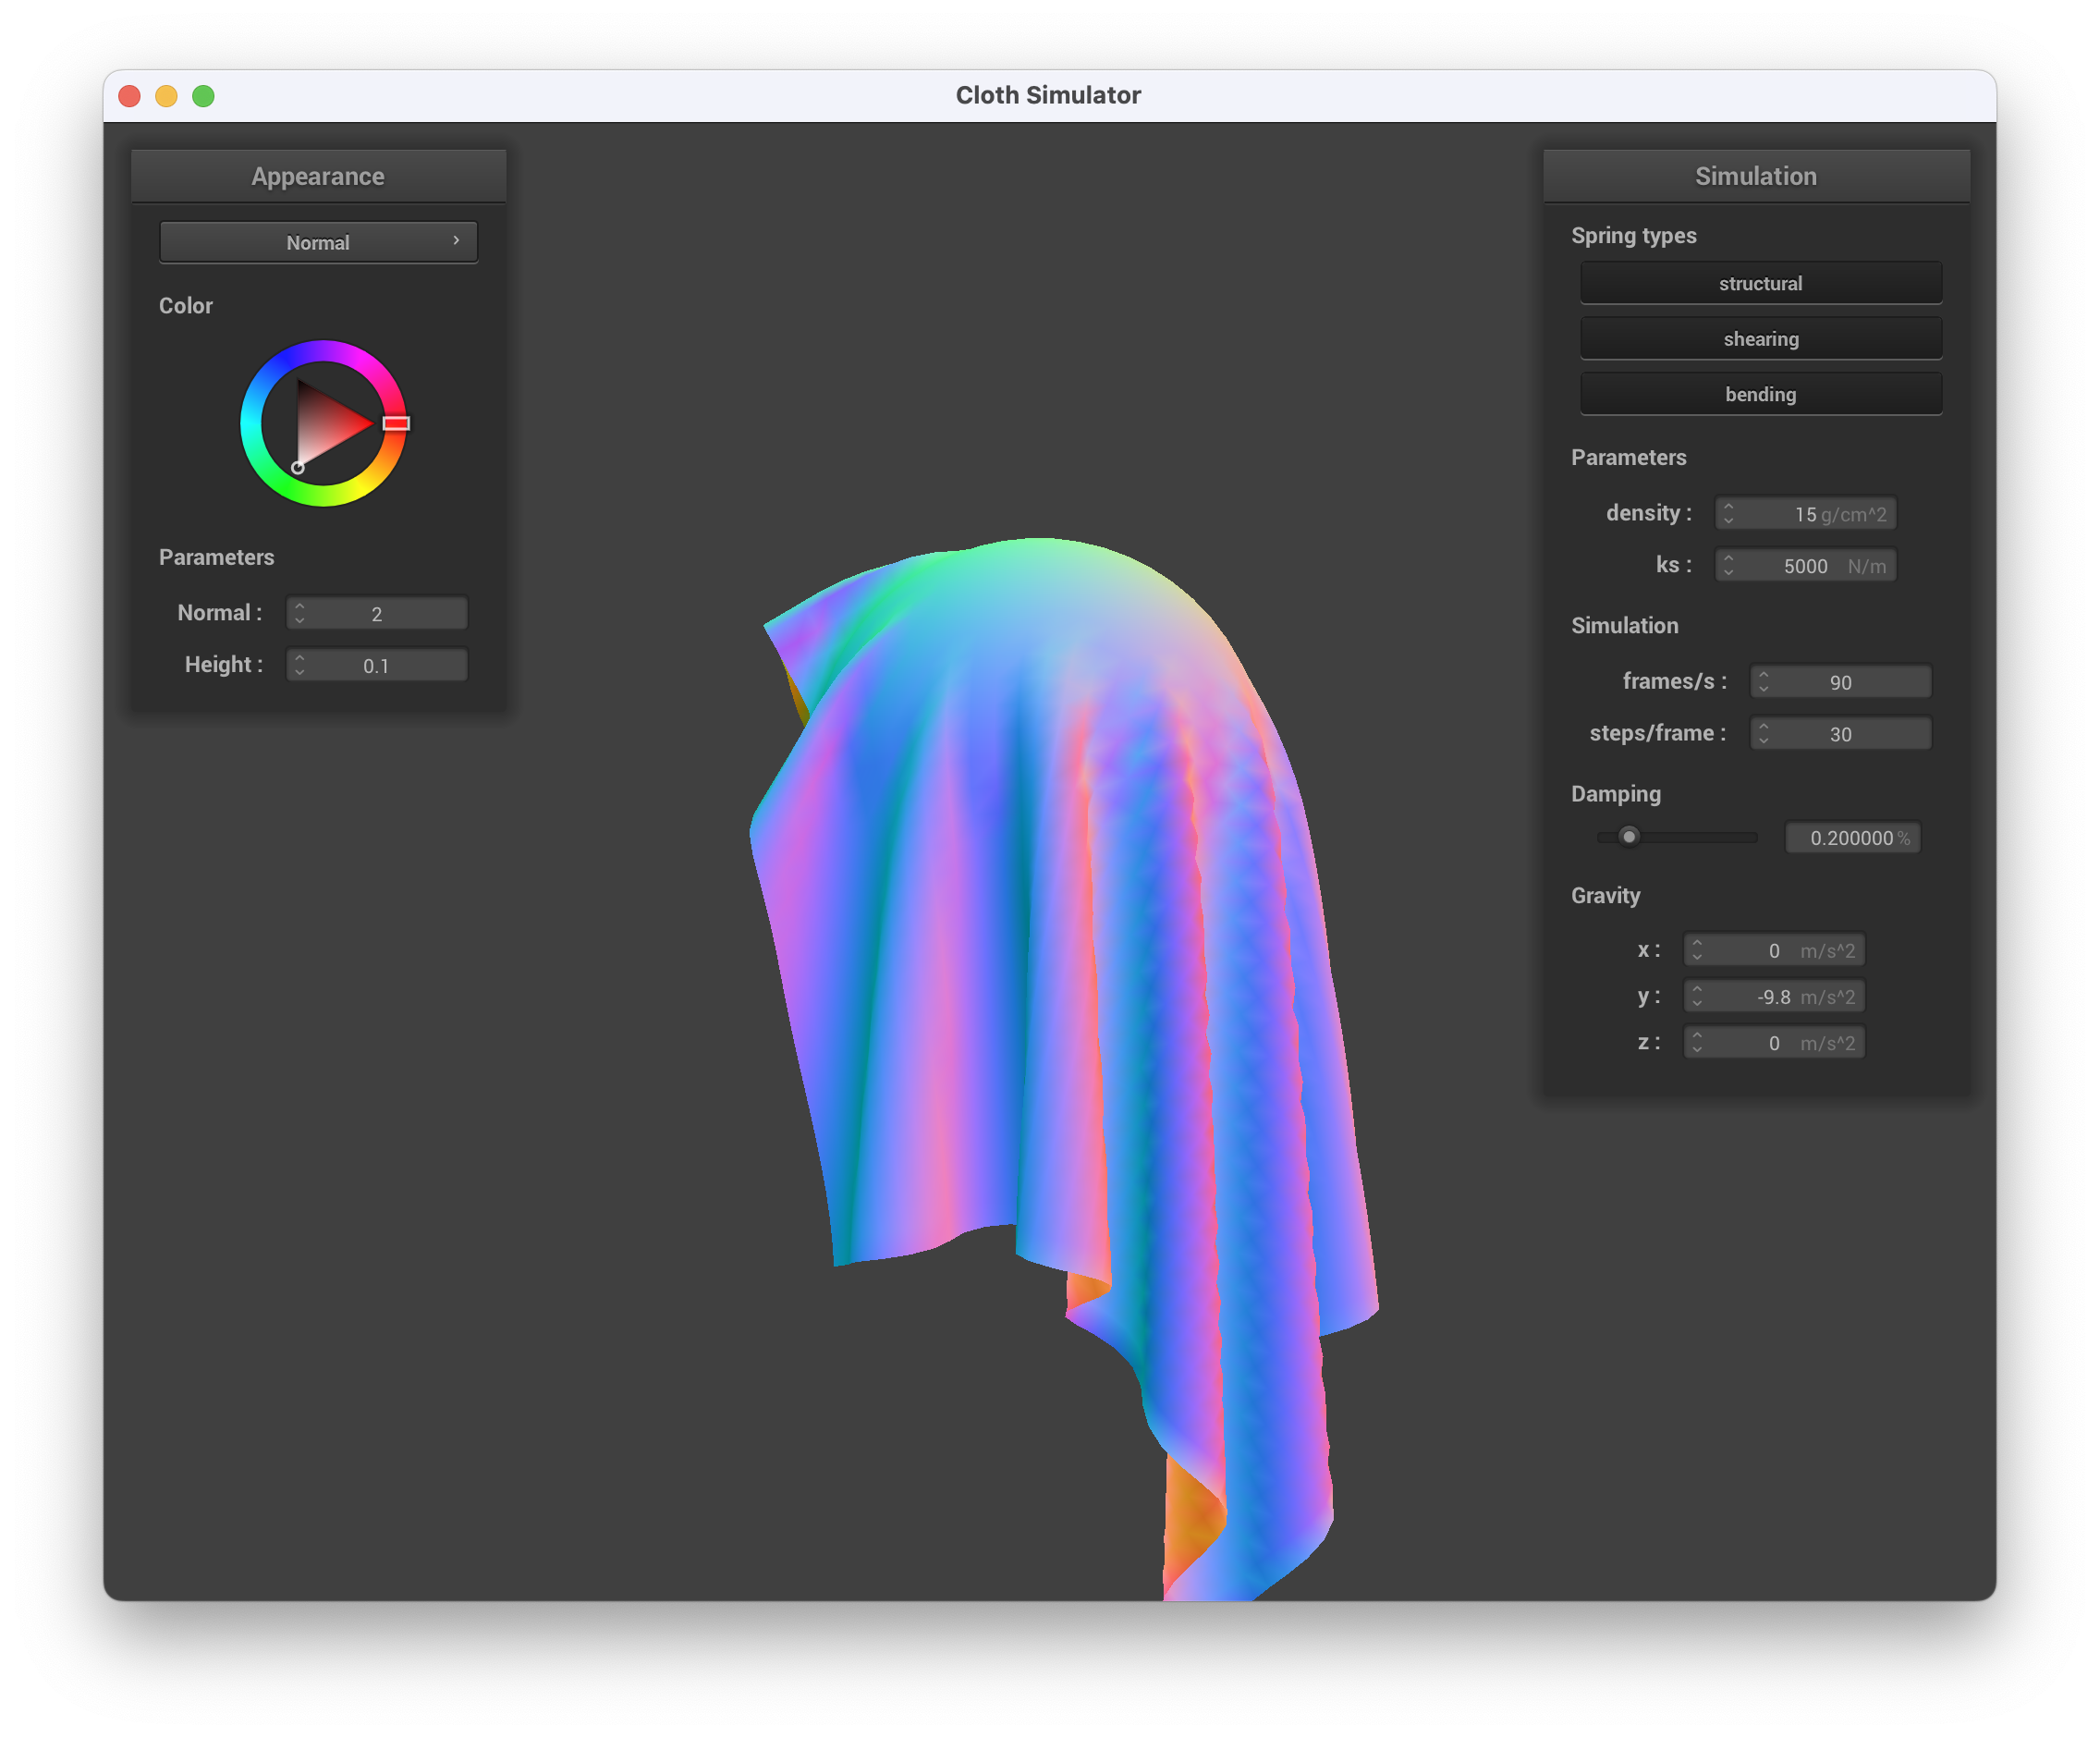 Cloth Simulator
Appearance
Normal
Color
Parameters
Normal : 2
Height : 0.1
Simulation
Spring types
structural
shearing
bending
Parameters
density : 15 g/cm^2
ks : 5000 N/m
Simulation
frames/s : 90
steps/frame : 30
Damping
0.200000 %
Gravity
x : 0 m/s^2
y : -9.8 m/s^2
z : 0 m/s^2